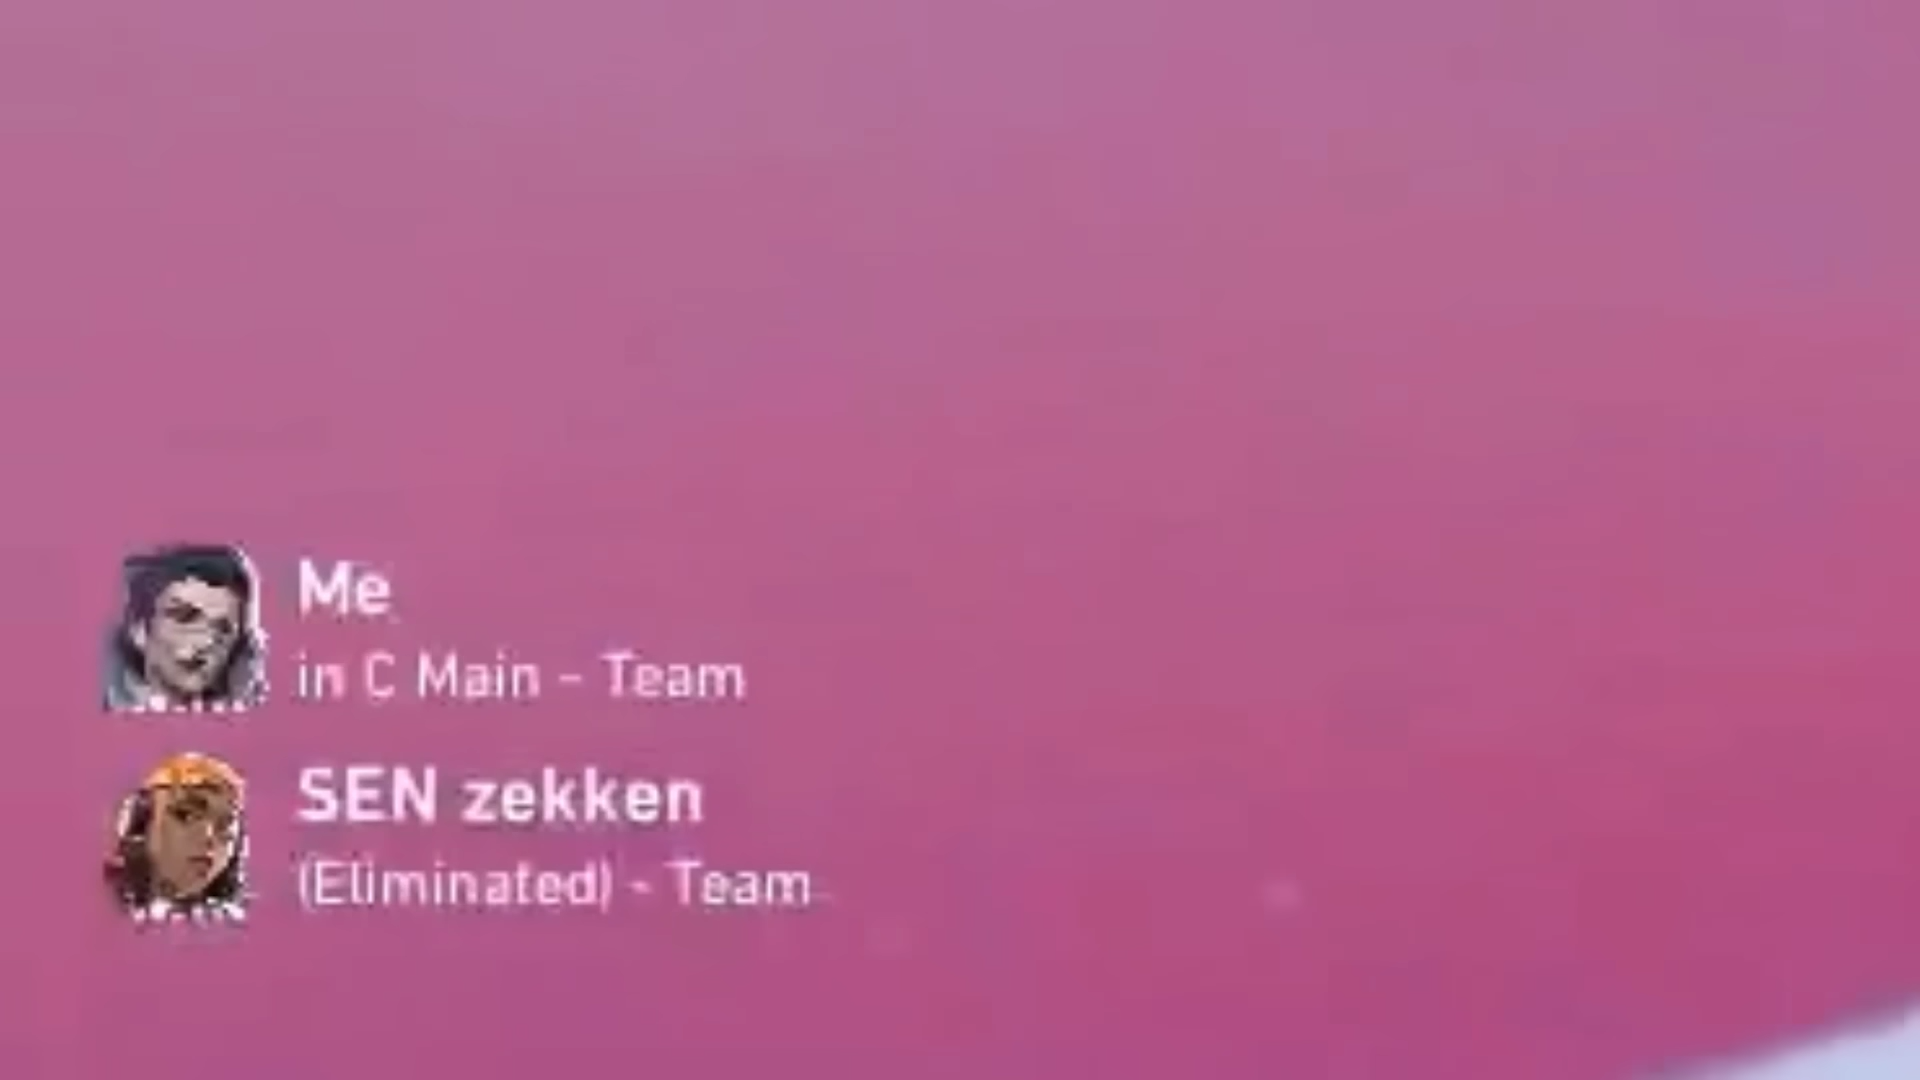 Me
in C Main - Team
SEN zekken
(Eliminated) - Team